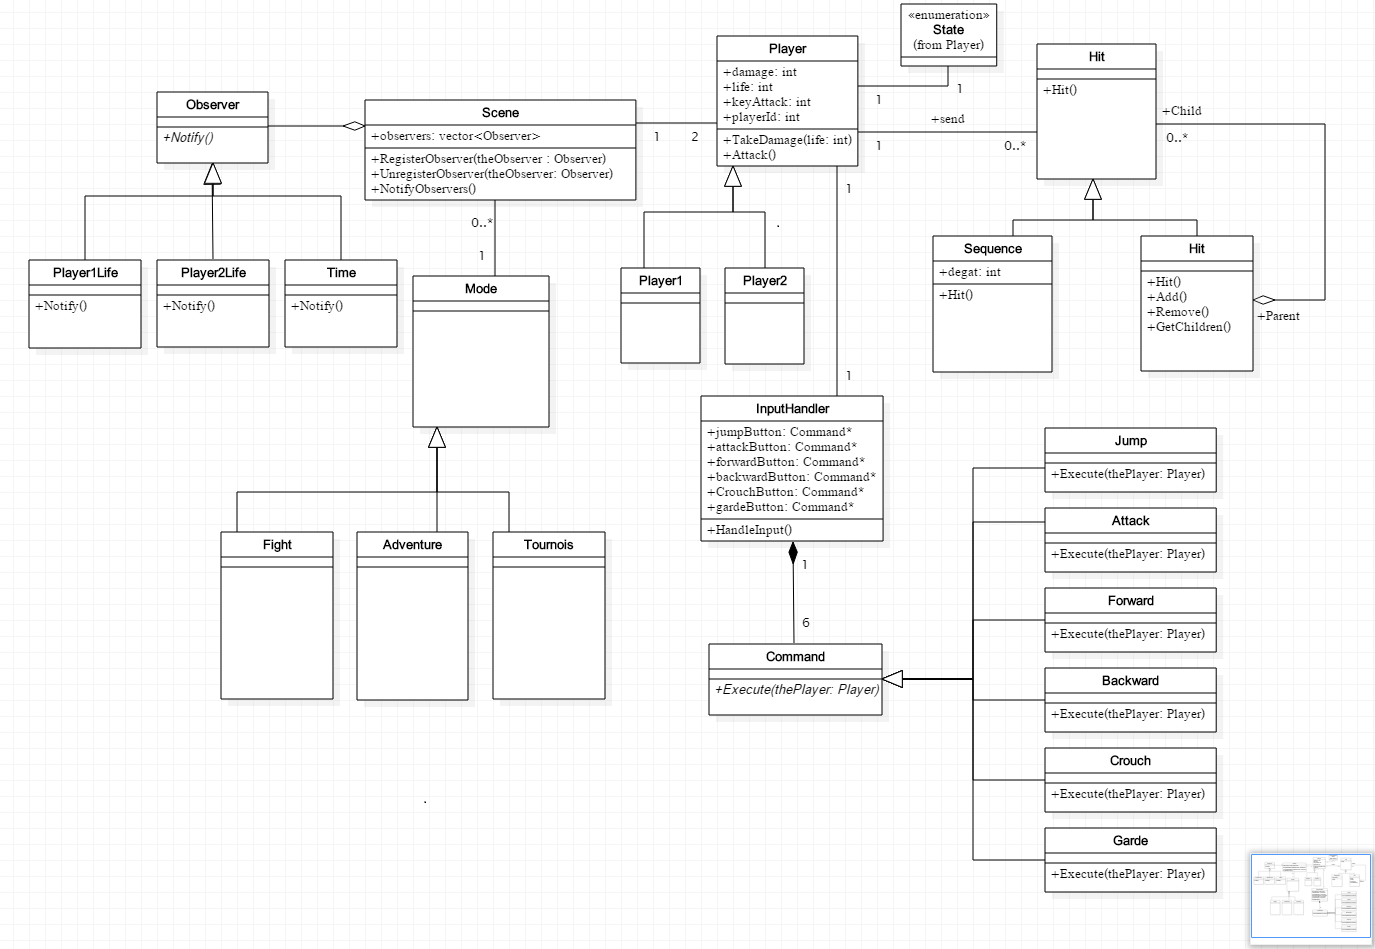 «enumeration»
State
(from Player)
Player
+damage: int
+life: int
+keyAttack: int
+playerId: int
+TakeDamage(life: int)
+Attack()
1
1
Hit
+Hit()
+Child
0..*
+send
1
0..*
Observer
+Notify()
Scene
+observers: vector<Observer>
+RegisterObserver(theObserver : Observer)
+UnregisterObserver(theObserver: Observer)
+NotifyObservers()
1
2
1
0..*
1
Player1Life
+Notify()
Player2Life
+Notify()
Time
+Notify()
Mode
Player1
Player2
.
Sequence
+degat: int
+Hit()
Hit
+Hit()
+Add()
+Remove()
+GetChildren()
+Parent
1
InputHandler
+jumpButton: Command*
+attackButton: Command*
+forwardButton: Command*
+backwardButton: Command*
+CrouchButton: Command*
+gardeButton: Command*
+HandleInput()
1
6
Fight
Adventure
Tournois
Command
+Execute(thePlayer: Player)
Jump
+Execute(thePlayer: Player)
Attack
+Execute(thePlayer: Player)
Forward
+Execute(thePlayer: Player)
Backward
+Execute(thePlayer: Player)
Crouch
+Execute(thePlayer: Player)
Garde
+Execute(thePlayer: Player)
.